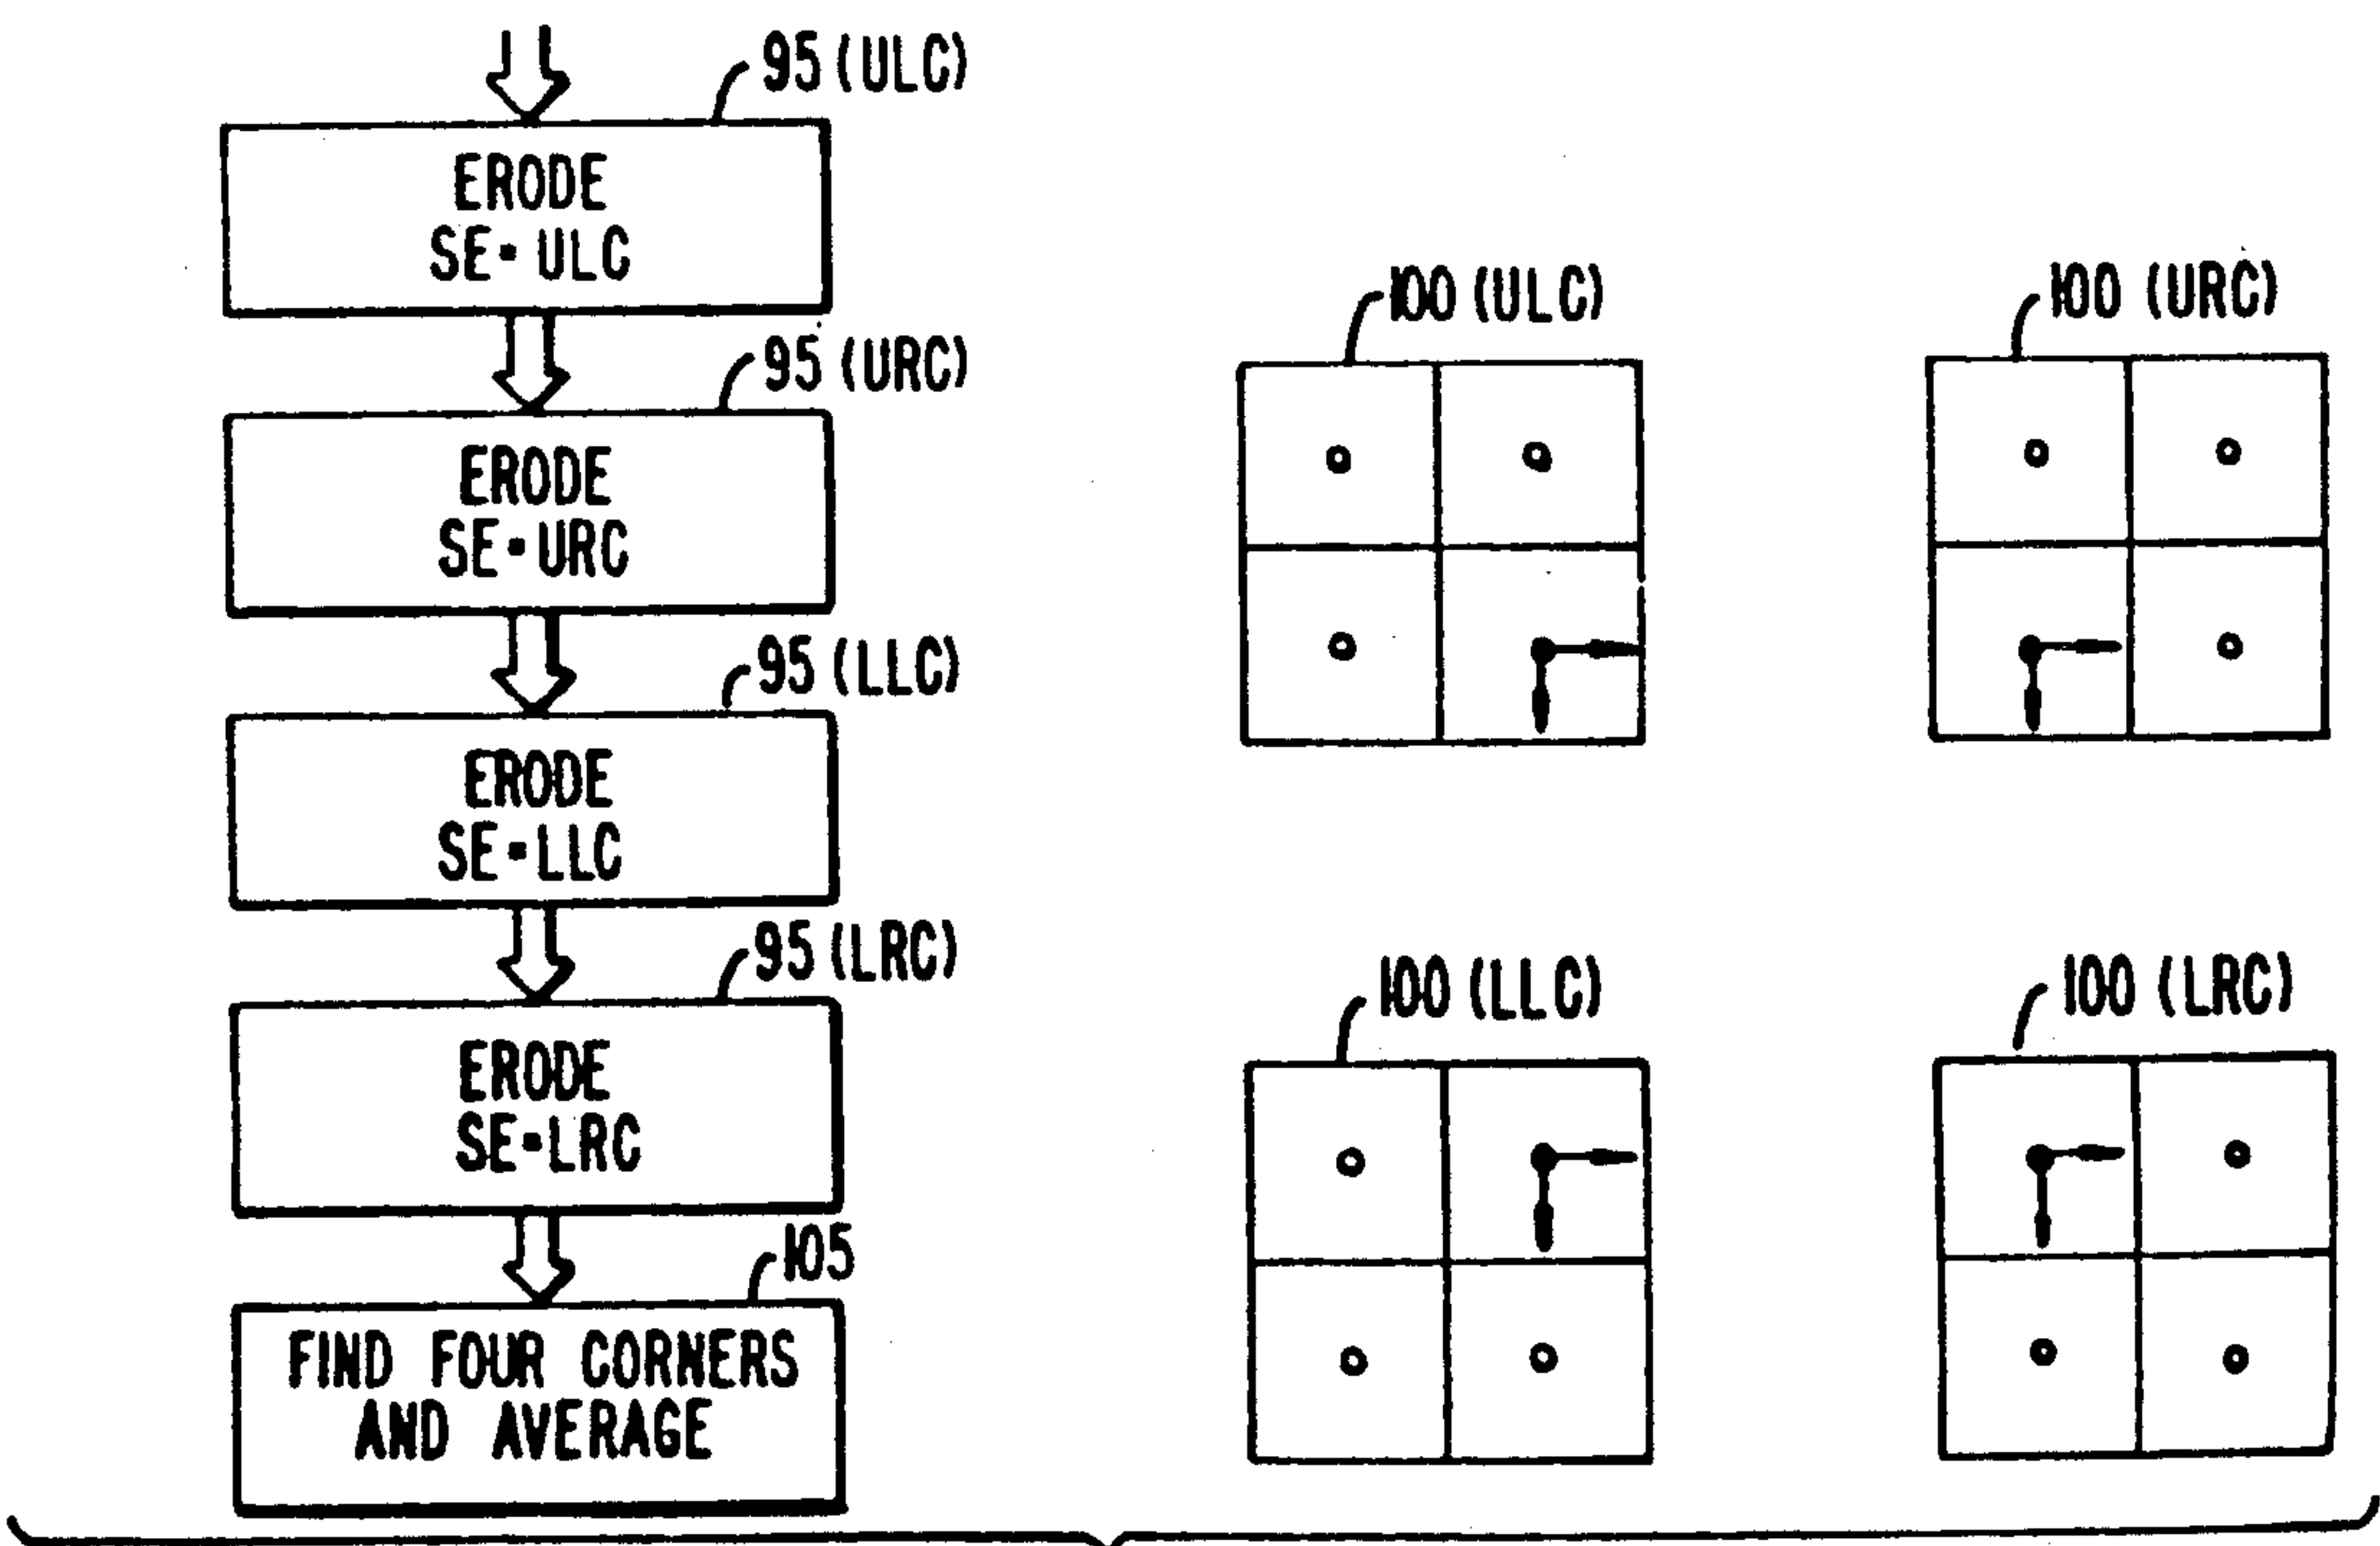 95 (ULC)
ERODE
SE▪ULC
95 (URC)
ERODE
SE▪URC
95 (LLC)
ERODE
SE▪LLC
95 (LRC)
ERODE
SE▪LRC
105
FIND FOUR CORNERS
AND AVERAGE
100 (ULC)
100 (URC)
100 (LLC)
100 (LRC)